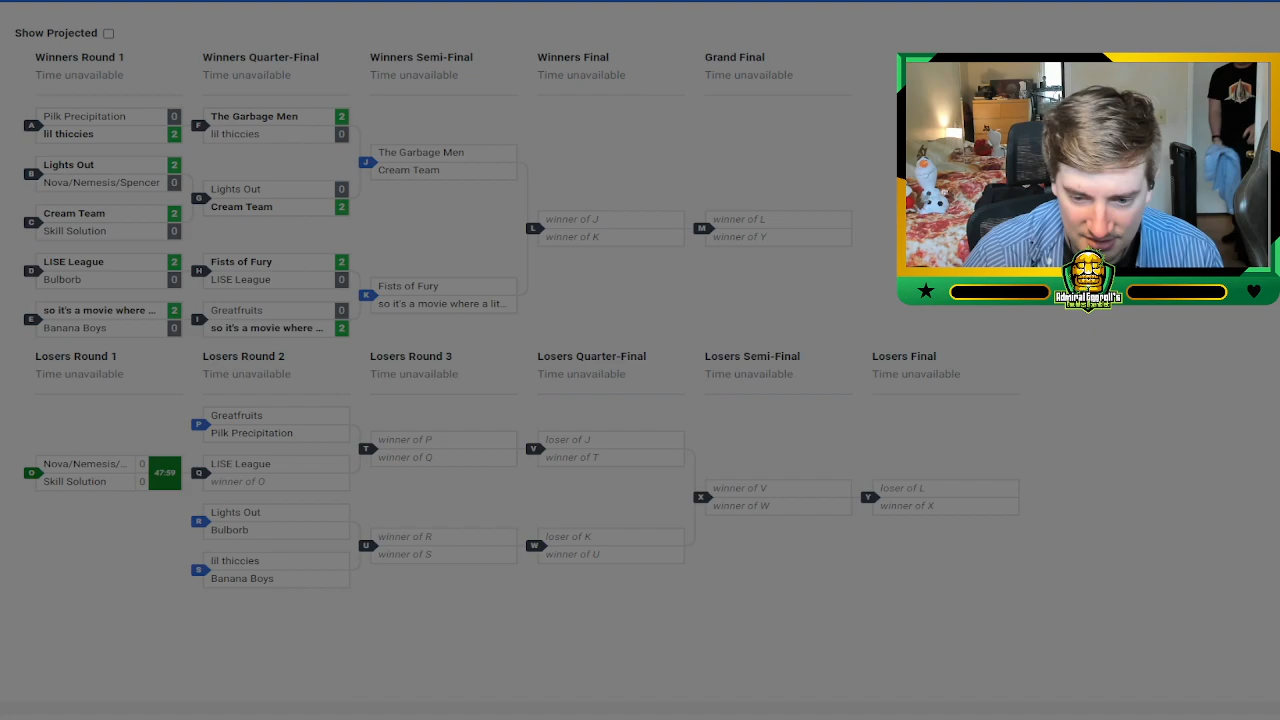 Show Projected
Winners Round 1
Time unavailable
Winners Quarter-Final
Time unavailable
Winners Semi-Final
Time unavailable
Winners Final
Time unavailable
Grand Final
Time unavailable
A
Pilk Precipitation 0
lil thiccies 2
B
Lights Out 2
Nova/Nemesis/Spencer 0
C
Cream Team 2
Skill Solution 0
D
LISE League 2
Bulborb 0
E
so it's a movie where ... 2
Banana Boys 0
F
The Garbage Men 2
lil thiccies 0
G
Lights Out 0
Cream Team 2
H
Fists of Fury 2
LISE League 0
I
Greatfruits 0
so it's a movie where ... 2
J
The Garbage Men
Cream Team
K
Fists of Fury
so it's a movie where a lit...
L
winner of J
winner of K
M
winner of L
winner of Y
Admiral Eggroll's
Losers Round 1
Time unavailable
Losers Round 2
Time unavailable
Losers Round 3
Time unavailable
Losers Quarter-Final
Time unavailable
Losers Semi-Final
Time unavailable
Losers Final
Time unavailable
O
Nova/Nemesis/... 0
Skill Solution 0
47:59
P
Greatfruits
Pilk Precipitation
Q
LISE League
winner of O
R
Lights Out
Bulborb
S
lil thiccies
Banana Boys
T
winner of P
winner of Q
U
winner of R
winner of S
V
loser of J
winner of T
W
loser of K
winner of U
X
winner of V
winner of W
Y
loser of L
winner of X